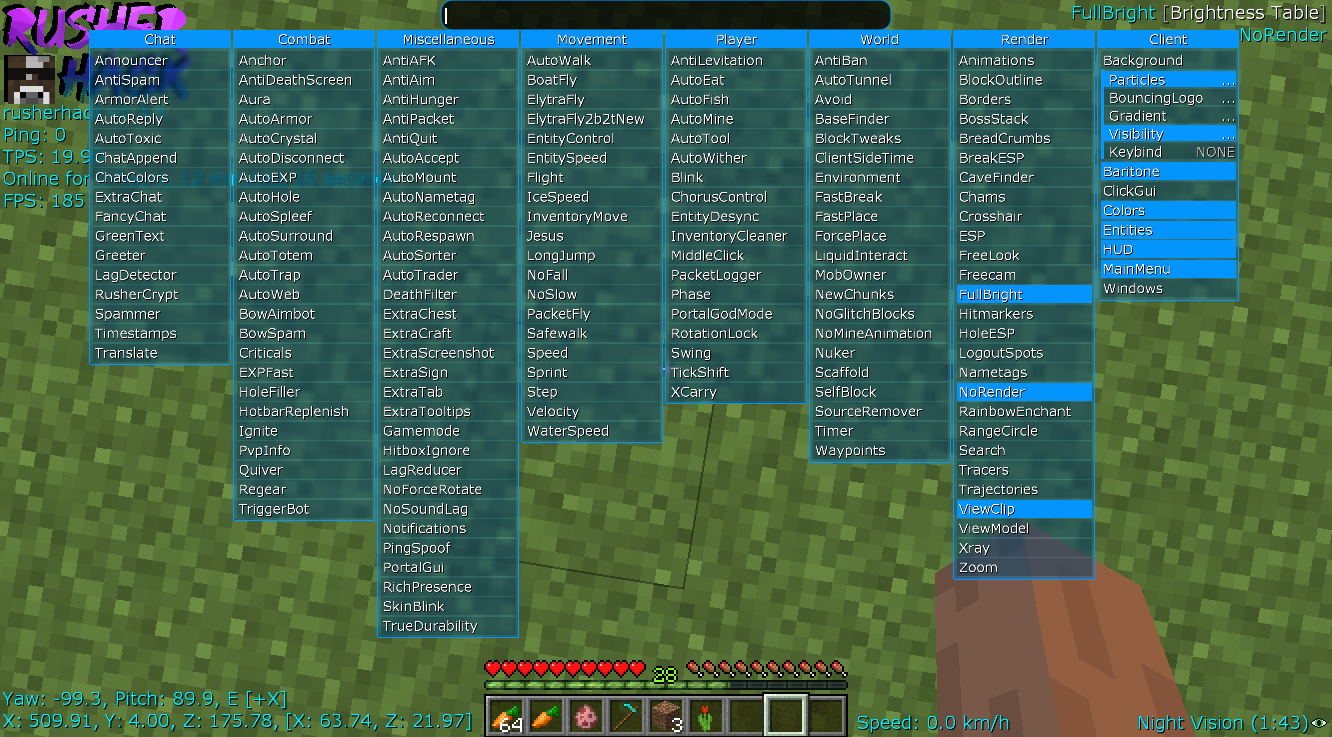 RUSHER
FullBright [Brightness Table]
NoRender
rusherhac
Ping: 0
TPS: 19.9
Online for
FPS: 185
Chat
Announcer
AntiSpam
ArmorAlert
AutoReply
AutoToxic
ChatAppend
ChatColors
ExtraChat
FancyChat
GreenText
Greeter
LagDetector
RusherCrypt
Spammer
Timestamps
Translate
Combat
Anchor
AntiDeathScreen
Aura
AutoArmor
AutoCrystal
AutoDisconnect
AutoEXP
AutoHole
AutoSpleef
AutoSurround
AutoTotem
AutoTrap
AutoWeb
BowAimbot
BowSpam
Criticals
EXPFast
HoleFiller
HotbarReplenish
Ignite
PvpInfo
Quiver
Regear
TriggerBot
Miscellaneous
AntiAFK
AntiAim
AntiHunger
AntiPacket
AntiQuit
AutoAccept
AutoMount
AutoNametag
AutoReconnect
AutoRespawn
AutoSorter
AutoTrader
DeathFilter
ExtraChest
ExtraCraft
ExtraScreenshot
ExtraSign
ExtraTab
ExtraTooltips
Gamemode
HitboxIgnore
LagReducer
NoForceRotate
NoSoundLag
Notifications
PingSpoof
PortalGui
RichPresence
SkinBlink
TrueDurability
Movement
AutoWalk
BoatFly
ElytraFly
ElytraFly2b2tNew
EntityControl
EntitySpeed
Flight
IceSpeed
InventoryMove
Jesus
LongJump
NoFall
NoSlow
PacketFly
Safewalk
Speed
Sprint
Step
Velocity
WaterSpeed
Player
AntiLevitation
AutoEat
AutoFish
AutoMine
AutoTool
AutoWither
Blink
ChorusControl
EntityDesync
InventoryCleaner
MiddleClick
PacketLogger
Phase
PortalGodMode
RotationLock
Swing
TickShift
XCarry
World
AntiBan
AutoTunnel
Avoid
BaseFinder
BlockTweaks
ClientSideTime
Environment
FastBreak
FastPlace
ForcePlace
LiquidInteract
MobOwner
NewChunks
NoGlitchBlocks
NoMineAnimation
Nuker
Scaffold
SelfBlock
SourceRemover
Timer
Waypoints
Render
Animations
BlockOutline
Borders
BossStack
BreadCrumbs
BreakESP
CaveFinder
Chams
Crosshair
ESP
FreeLook
Freecam
FullBright
Hitmarkers
HoleESP
LogoutSpots
Nametags
NoRender
RainbowEnchant
RangeCircle
Search
Tracers
Trajectories
ViewClip
ViewModel
Xray
Zoom
Client
Background
Particles ...
BouncingLogo ...
Gradient ...
Visibility ...
Keybind NONE
Baritone
ClickGui
Colors
Entities
HUD
MainMenu
Windows
28
64
3
Yaw: -99.3, Pitch: 89.9, E [+X]
X: 509.91, Y: 4.00, Z: 175.78, [X: 63.74, Z: 21.97]
Speed: 0.0 km/h
Night Vision (1:43)